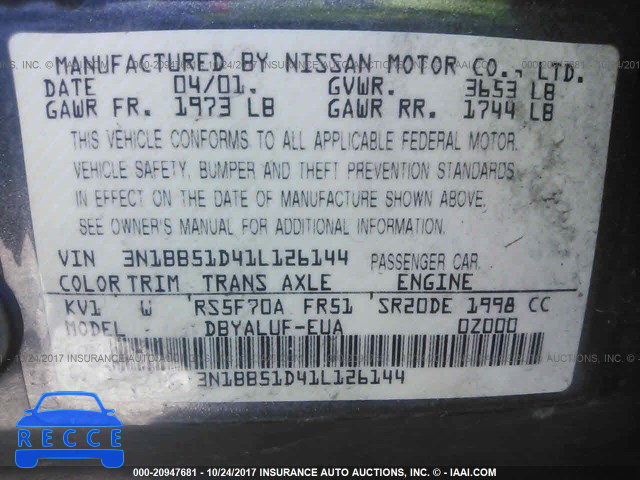 MANUFACTURED BY NISSAN MOTOR CO., LTD.
DATE 04/01. GVWR. 3653 LB
GAWR FR. 1973 LB GAWR RR. 1744 LB
THIS VEHICLE CONFORMS TO ALL APPLICABLE FEDERAL MOTOR
VEHICLE SAFETY, BUMPER AND THEFT PREVENTION STANDARDS
IN EFFECT ON THE DATE OF MANUFACTURE SHOWN ABOVE.
SEE OWNER'S MANUAL FOR ADDITIONAL INFORMATION.
VIN 3N1BB51D41L126144 PASSENGER CAR
COLOR TRIM TRANS AXLE ENGINE
KV1 W RS5F70A FR51 SR20DE 1998 CC
MODEL DBYALUF-EUA 0Z000
3N1BB51D41L126144
RECCE
000-20947681 - 10/24/2017 INSURANCE AUTO AUCTIONS, INC. - © IAAI.COM